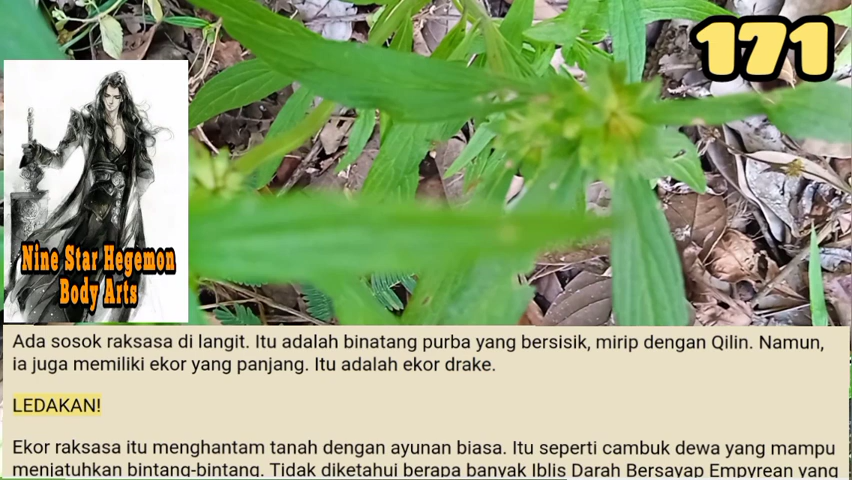 171
Nine Star Hegemon
Body Arts
Ada sosok raksasa di langit. Itu adalah binatang purba yang bersisik, mirip dengan Qilin. Namun,
ia juga memiliki ekor yang panjang. Itu adalah ekor drake.
LEDAKAN!
Ekor raksasa itu menghantam tanah dengan ayunan biasa. Itu seperti cambuk dewa yang mampu
menjatuhkan bintang-bintang. Tidak diketahui berapa banyak Iblis Darah Bersayap Empyrean yang